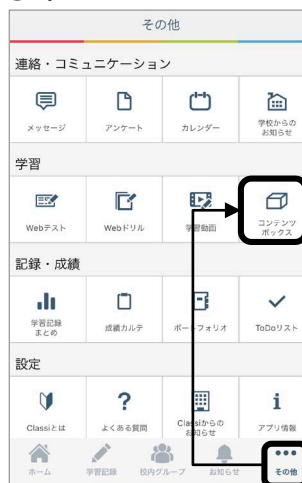 その他
連絡・コミュニケーション
メッセージ
アンケート
カレンダー
学校からの
お知らせ
学習
Webテスト
Webドリル
学習動画
コンテンツ
ボックス
記録・成績
学習記録
まとめ
成績カルテ
ポートフォリオ
ToDoリスト
設定
Classiとは
よくある質問
Classiからの
お知らせ
アプリ情報
ホーム
学習記録
校内グループ
お知らせ
その他